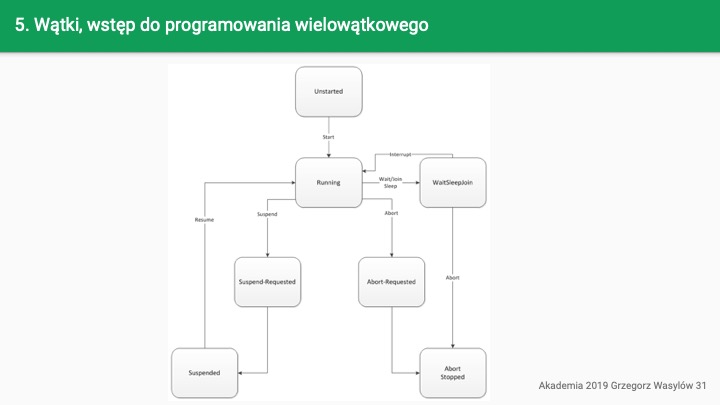 5. Wątki, wstęp do programowania wielowątkowego
Unstarted
Start
Interrupt
Running
Wait/Join
Sleep
WaitSleepJoin
Resume
Suspend
Abort
Suspend-Requested
Abort-Requested
Abort
Suspended
Abort
Stopped
Akademia 2019 Grzegorz Wasylów 31